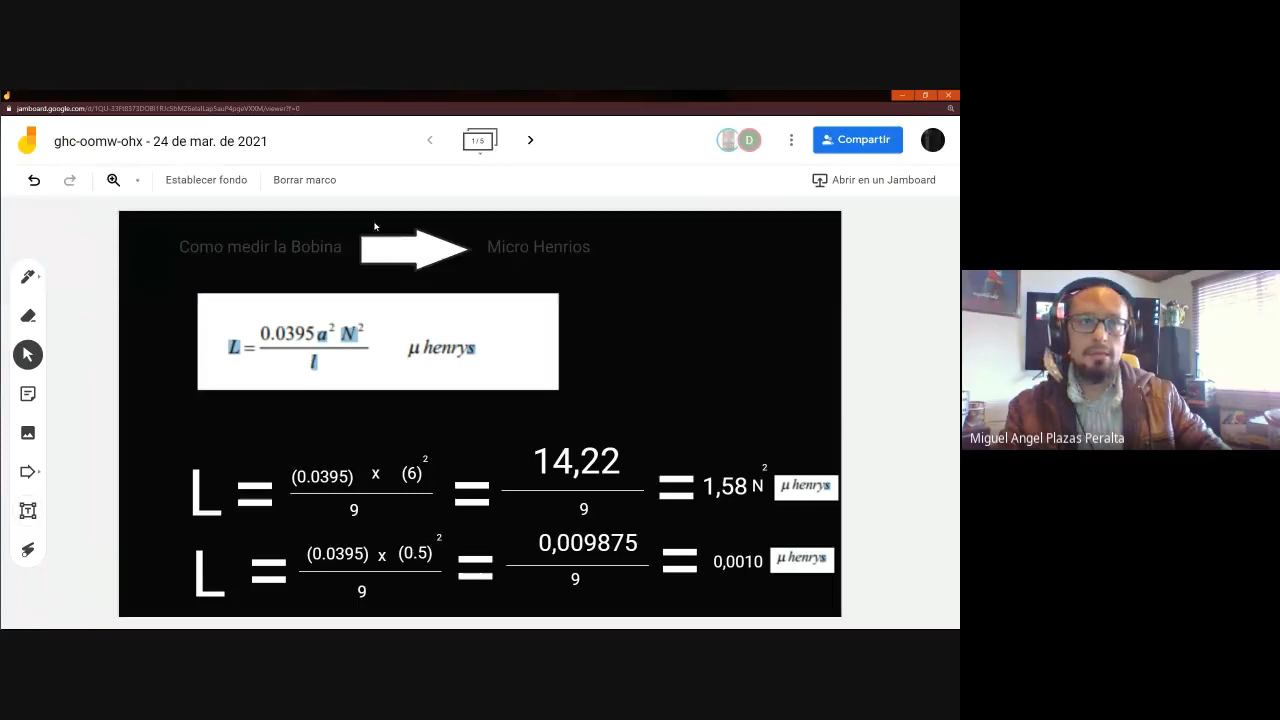 ghc-oomw-ohx - 24 de mar. de 2021
1/5
D
Compartir
Establecer fondo
Borrar marco
Abrir en un Jamboard
Como medir la Bobina
Micro Henrios
L = 0.0395 a² N² / l μ henrys
L = (0.0395) x (6)² / 9 = 14,22 / 9 = 1,58 N² μ henrys
L = (0.0395) x (0.5)² / 9 = 0,009875 / 9 = 0,0010 μ henrys
Miguel Angel Plazas Peralta